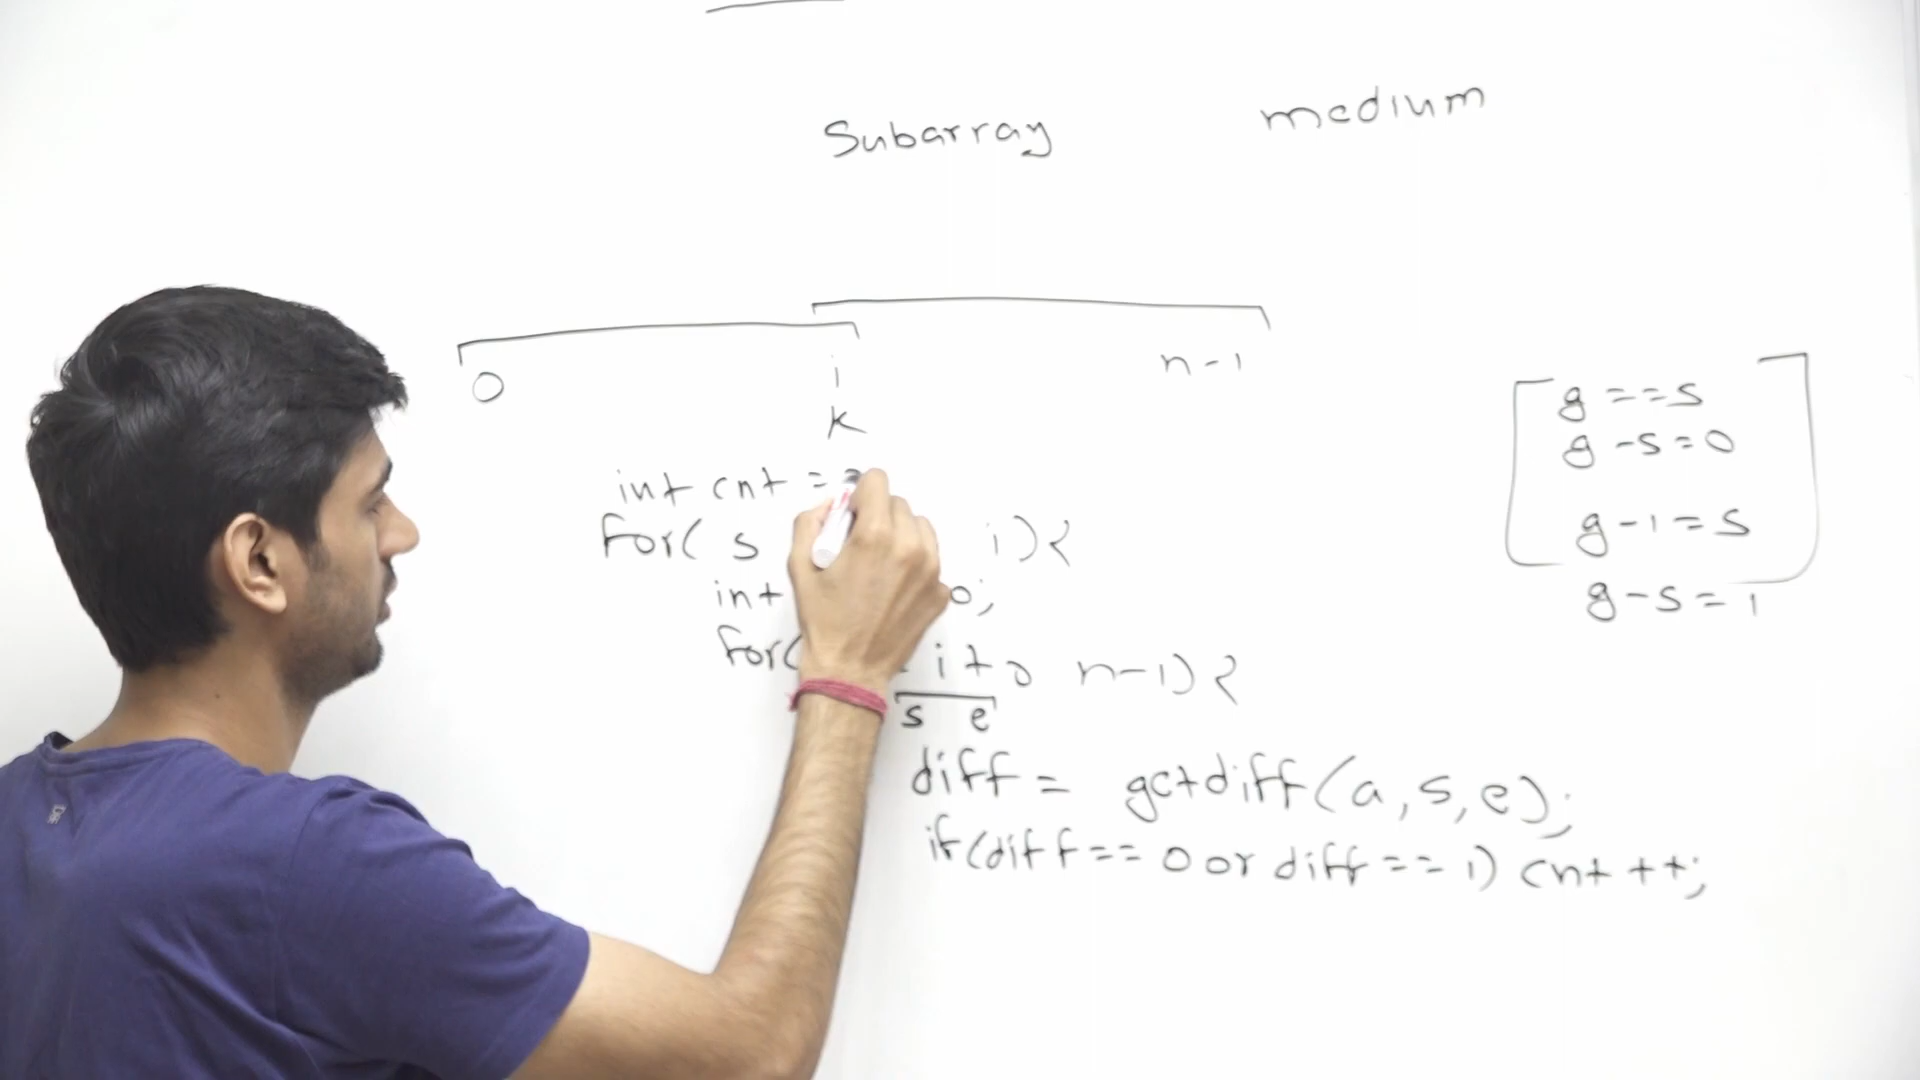 Subarray medium
0 i n-1
k
int cnt =
for( s i){
int 0;
for( i to n-1){
s e
diff = getdiff(a,s,e);
if(diff == 0 or diff == 1) cnt ++;
g == s
g - s = 0
g - 1 = s
g - s = 1